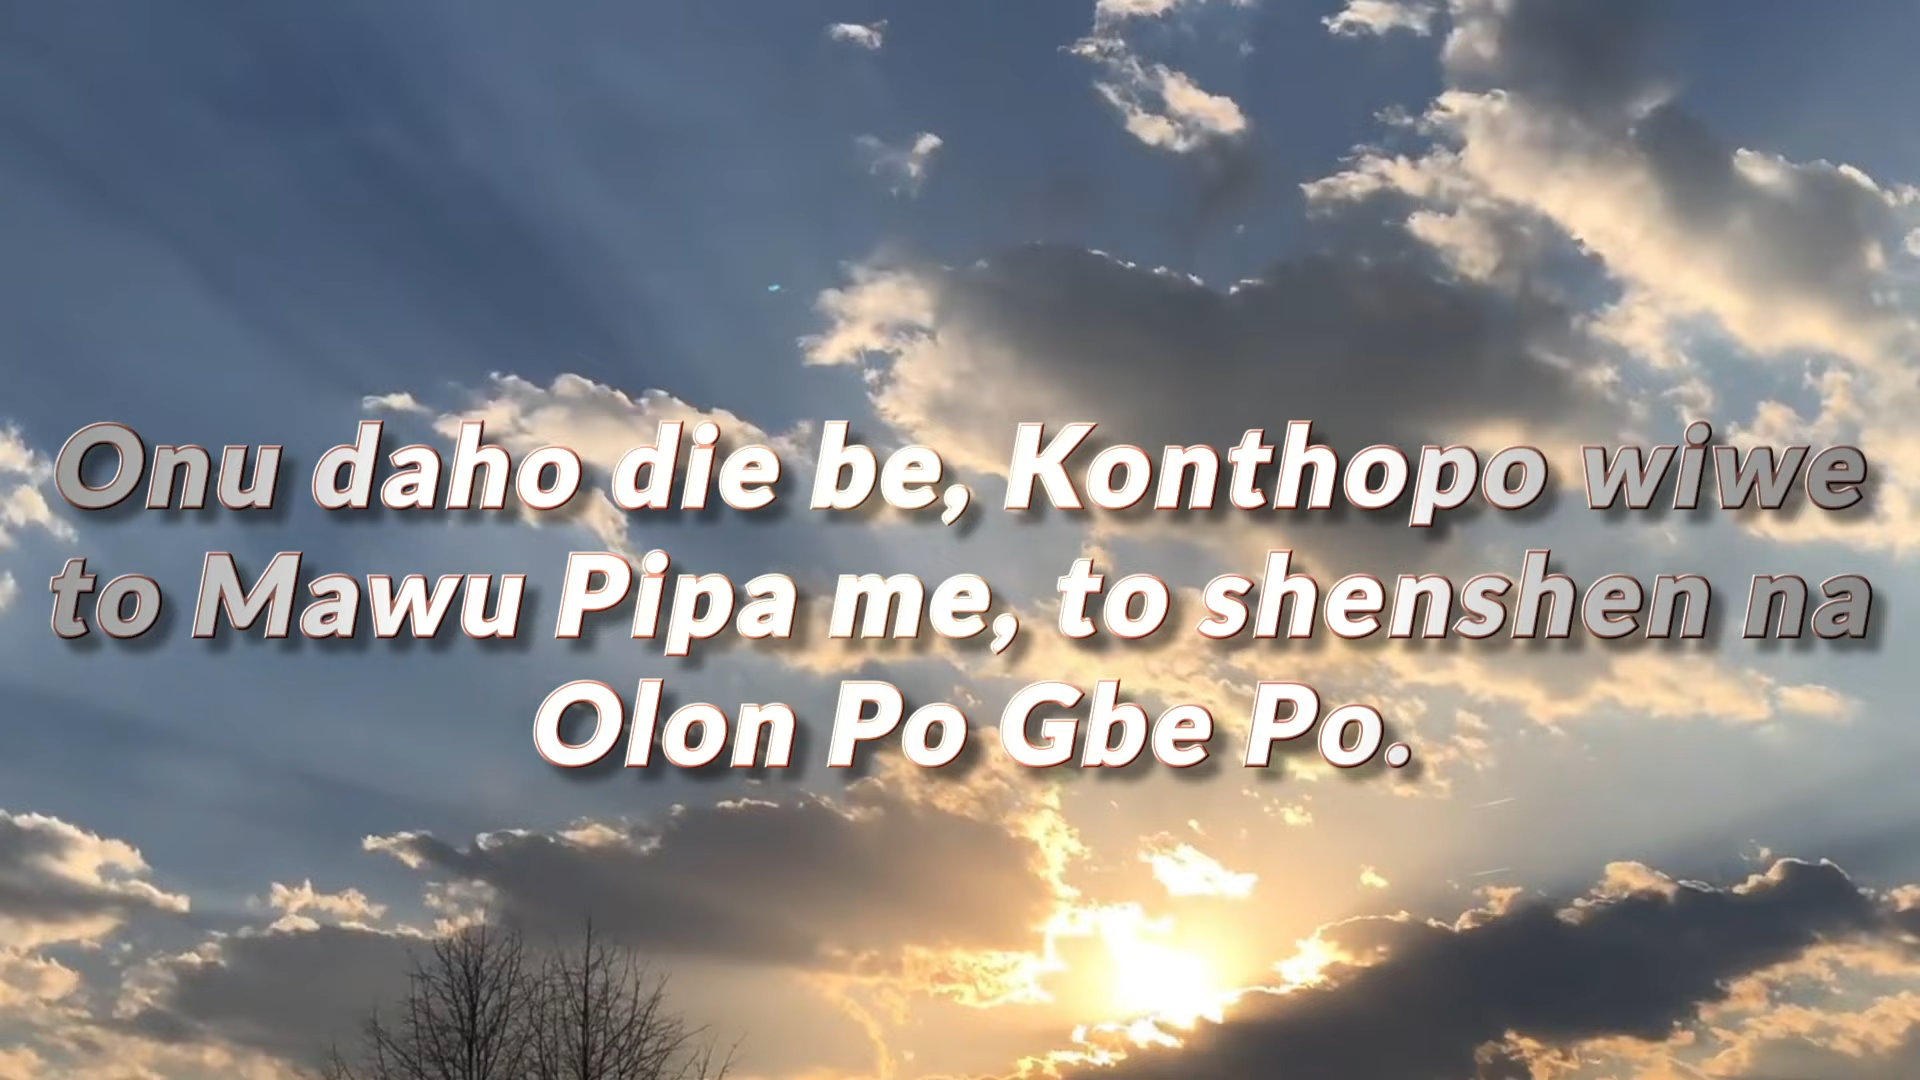 Onu daho die be, Konthopo wiwe
to Mawu Pipa me, to shenshen na
Olon Po Gbe Po.